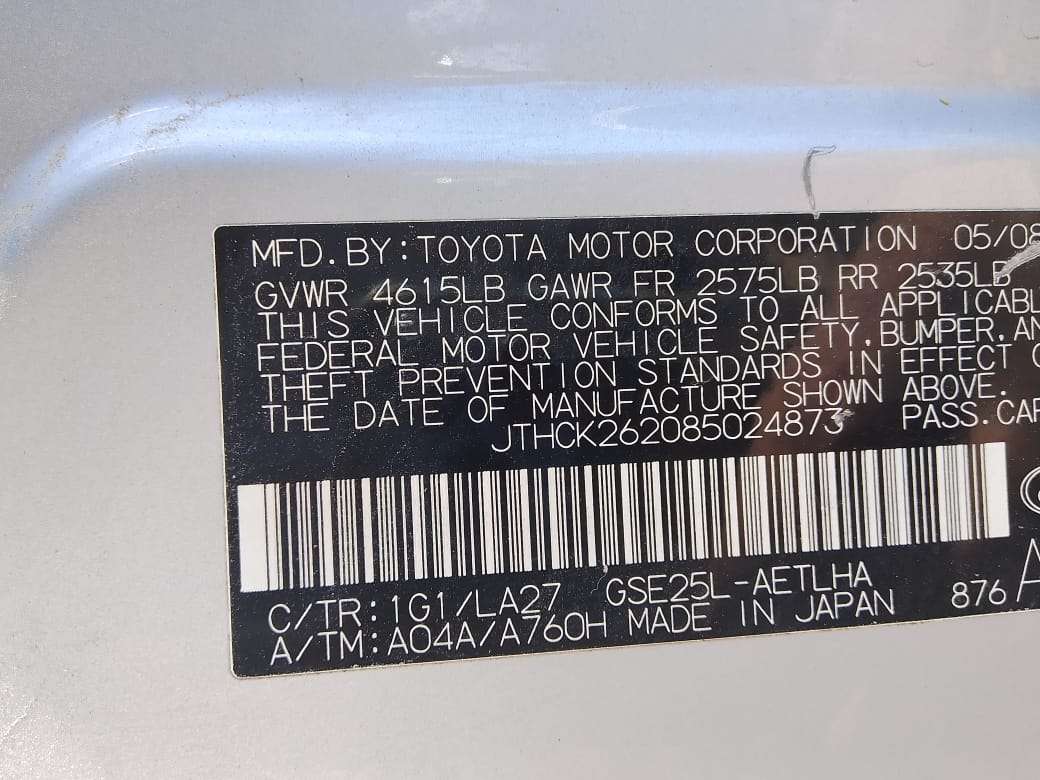 MFD.BY:TOYOTA MOTOR CORPORATION 05/08
GVWR 4615LB GAWR FR 2575LB RR 2535LB
THIS VEHICLE CONFORMS TO ALL APPLICABL
FEDERAL MOTOR VEHICLE SAFETY,BUMPER,AN
THEFT PREVENTION STANDARDS IN EFFECT O
THE DATE OF MANUFACTURE SHOWN ABOVE.
JTHCK262085024873 PASS.CAR
C/TR:1G1/LA27 GSE25L-AETLHA
A/TM:A04A/A760H MADE IN JAPAN 876 A